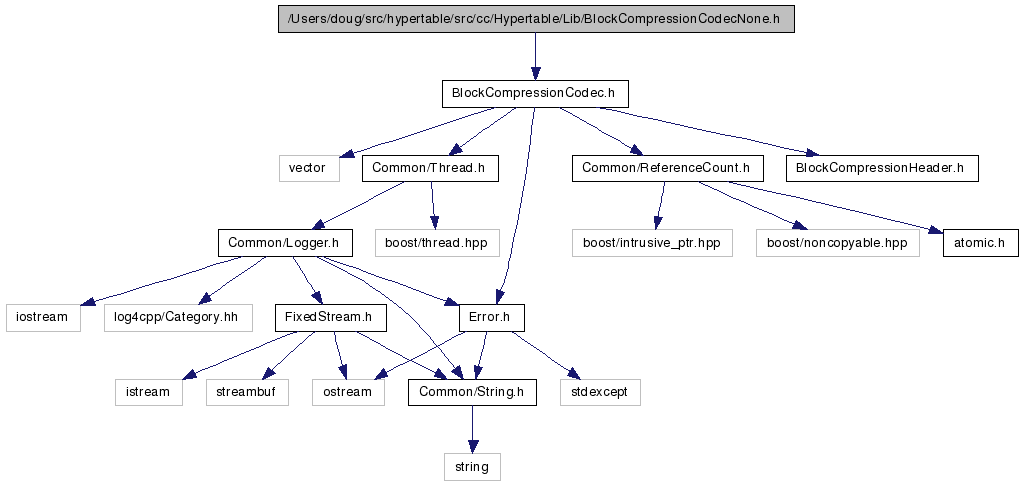 /Users/doug/src/hypertable/src/cc/Hypertable/Lib/BlockCompressionCodecNone.h
BlockCompressionCodec.h
vector
Common/Thread.h
Common/ReferenceCount.h
BlockCompressionHeader.h
Common/Logger.h
boost/thread.hpp
boost/intrusive_ptr.hpp
boost/noncopyable.hpp
atomic.h
iostream
log4cpp/Category.hh
FixedStream.h
Error.h
istream
streambuf
ostream
Common/String.h
stdexcept
string